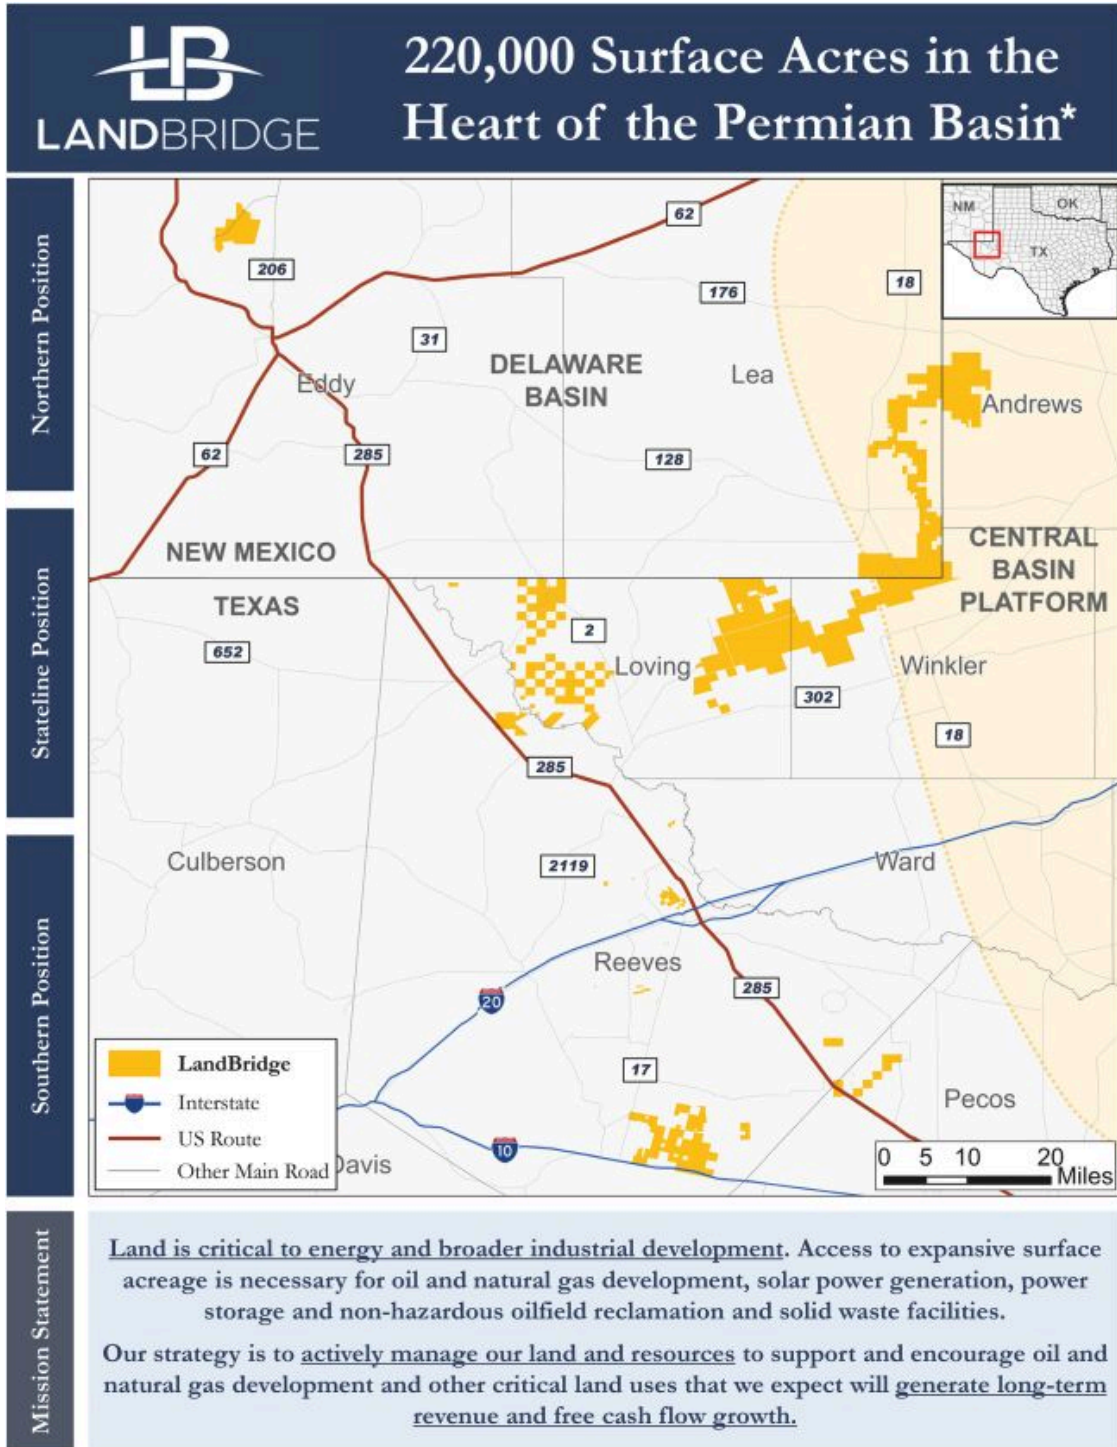 LB
LANDBRIDGE
220,000 Surface Acres in the
Heart of the Permian Basin*
Northern Position
Stateline Position
Southern Position
Mission Statement
62
NM
OK
TX
206
176
18
31
DELAWARE
BASIN
Lea
Eddy
Andrews
62
285
128
NEW MEXICO
CENTRAL
BASIN
PLATFORM
TEXAS
2
652
Loving
Winkler
302
18
285
Culberson
2119
Ward
Reeves
285
20
17
Pecos
10
Davis
LandBridge
Interstate
US Route
Other Main Road
0 5 10 20
Miles
Land is critical to energy and broader industrial development. Access to expansive surface
acreage is necessary for oil and natural gas development, solar power generation, power
storage and non-hazardous oilfield reclamation and solid waste facilities.
Our strategy is to actively manage our land and resources to support and encourage oil and
natural gas development and other critical land uses that we expect will generate long-term
revenue and free cash flow growth.